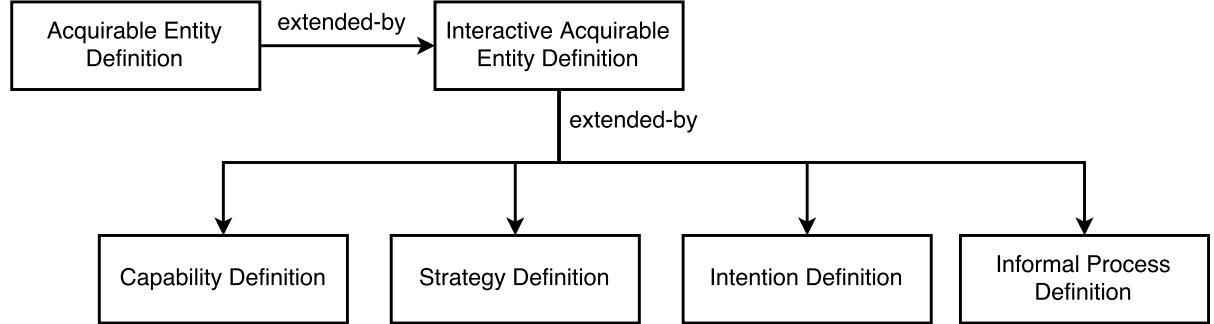 Acquirable Entity
Definition
extended-by
Interactive Acquirable
Entity Definition
extended-by
Capability Definition
Strategy Definition
Intention Definition
Informal Process
Definition